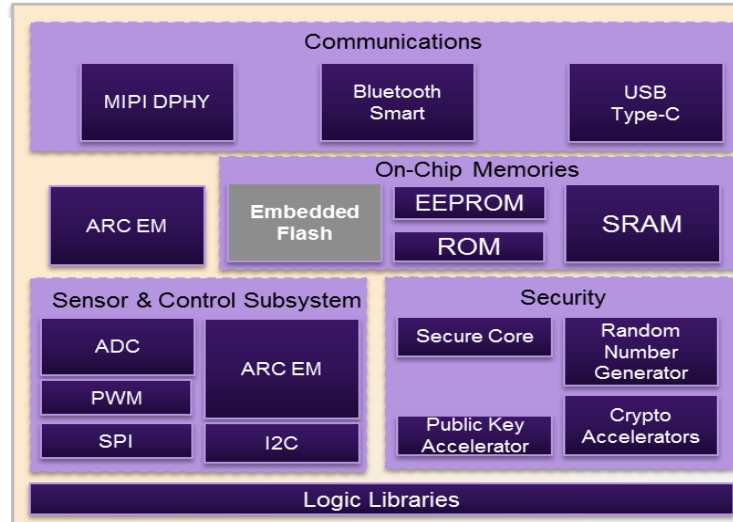 Communications
MIPI DPHY
Bluetooth
Smart
USB
Type-C
On-Chip Memories
ARC EM
Embedded
Flash
EEPROM
ROM
SRAM
Sensor & Control Subsystem
ADC
ARC EM
PWM
SPI
I2C
Security
Secure Core
Random
Number
Generator
Public Key
Accelerator
Crypto
Accelerators
Logic Libraries